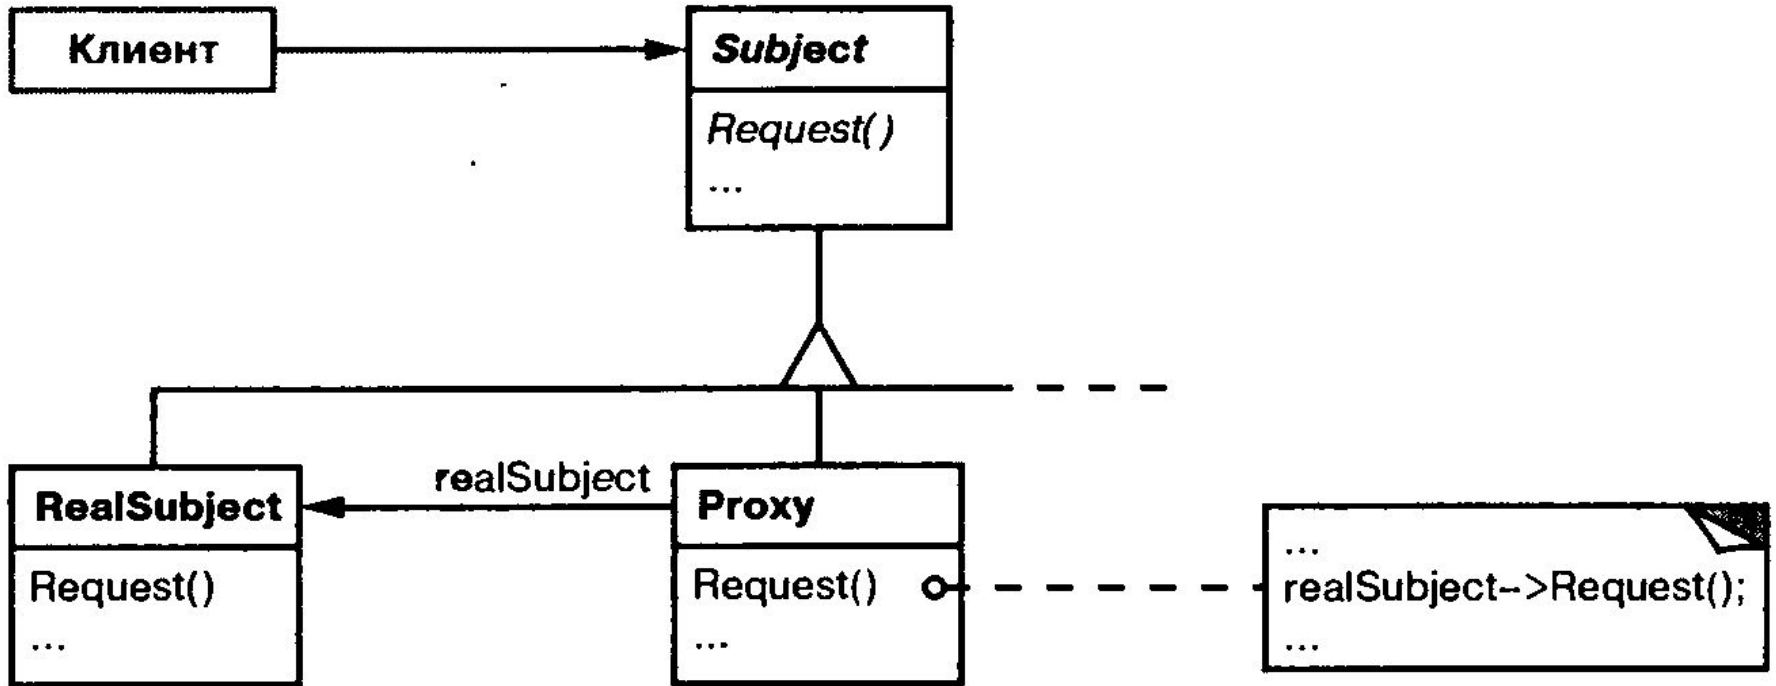 Клиент
Subject
Request()
...
RealSubject
Request()
...
realSubject
Proxy
Request()
...
...
realSubject->Request();
...